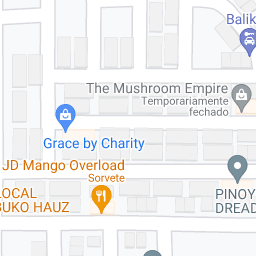 Balik
The Mushroom Empire
Temporariamente
fechado
Grace by Charity
JD Mango Overload
Sorvete
LOCAL
BUKO HAUZ
PINOY
DREAD